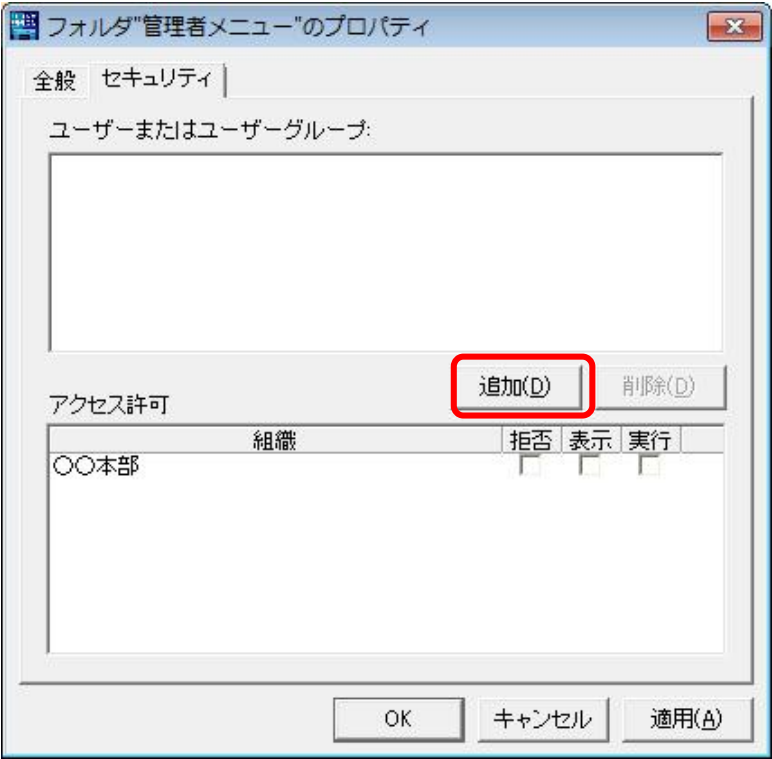 フォルダ"管理者メニュー"のプロパティ
全般 セキュリティ
ユーザーまたはユーザーグループ:
追加(D) 削除(D)
アクセス許可
組織 拒否 表示 実行
〇〇本部
OK キャンセル 適用(A)